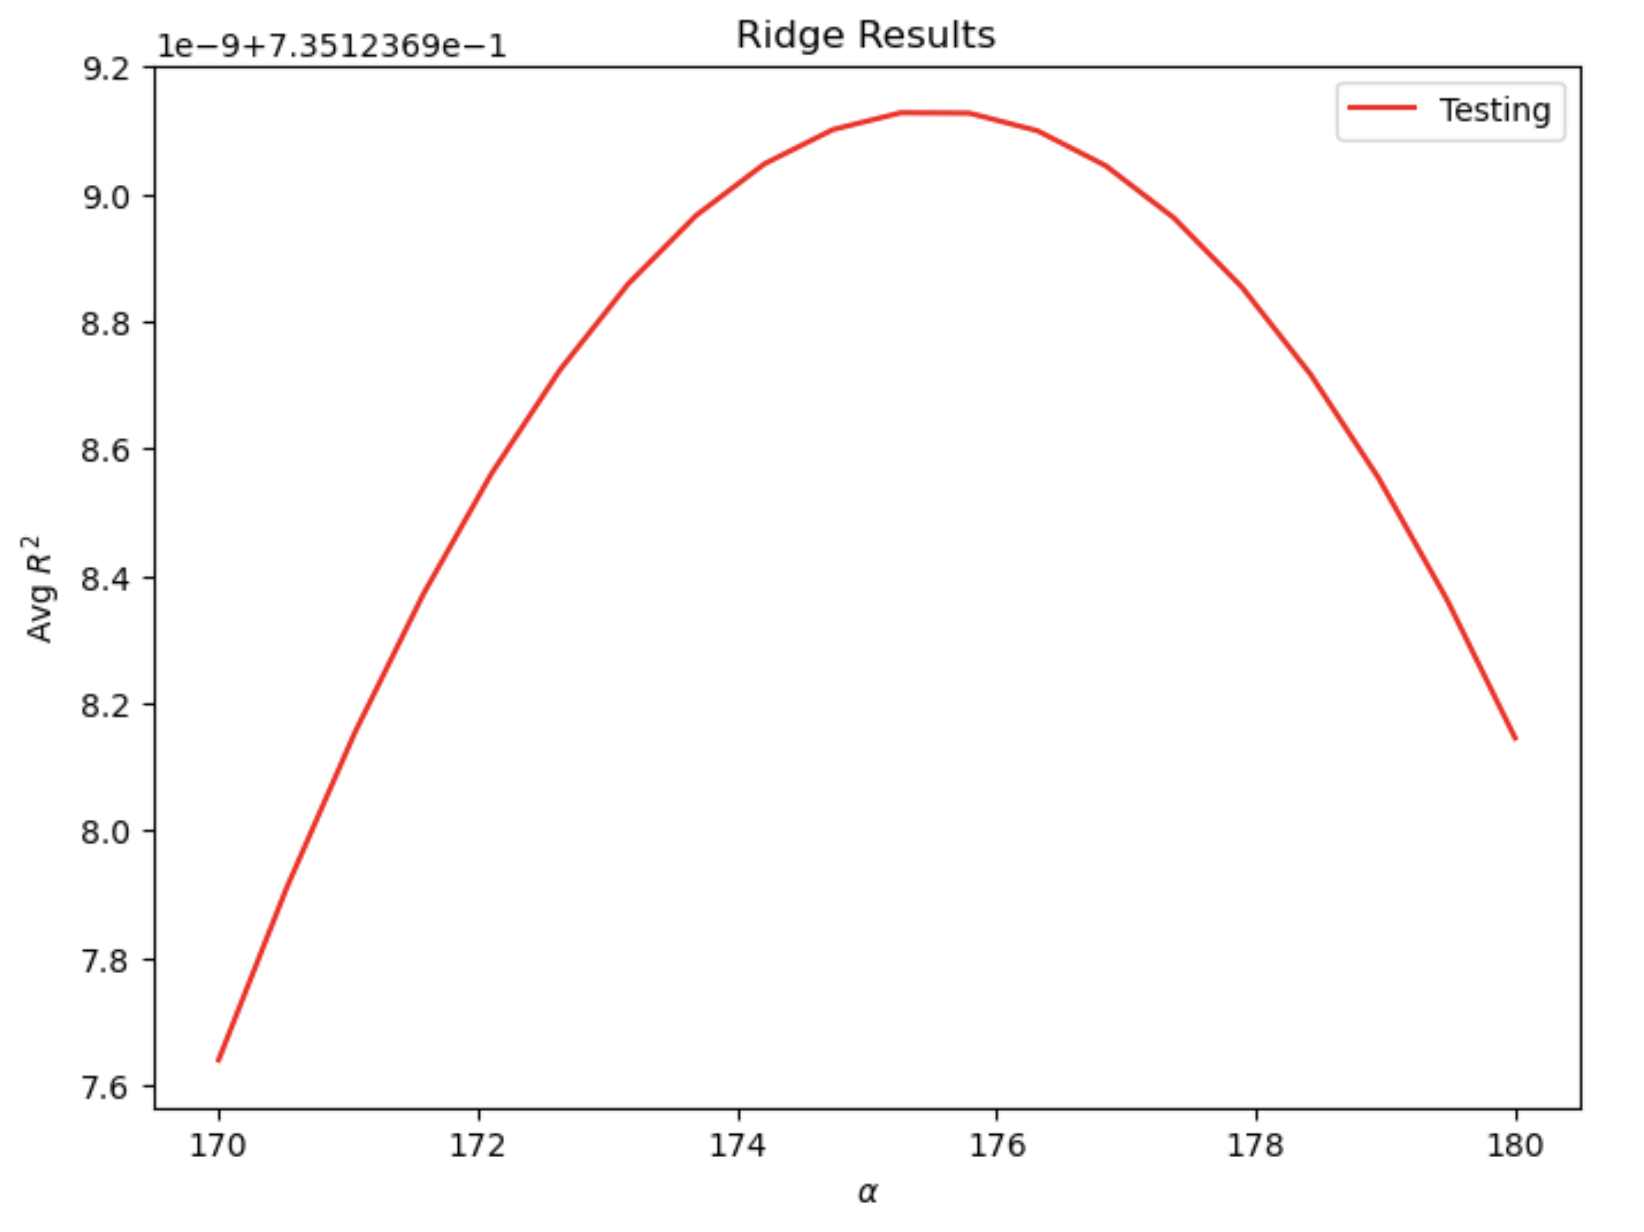 Ridge Results
1e−9+7.3512369e−1
Testing
9.2
9.0
8.8
8.6
8.4
8.2
8.0
7.8
7.6
Avg R²
170 172 174 176 178 180
α